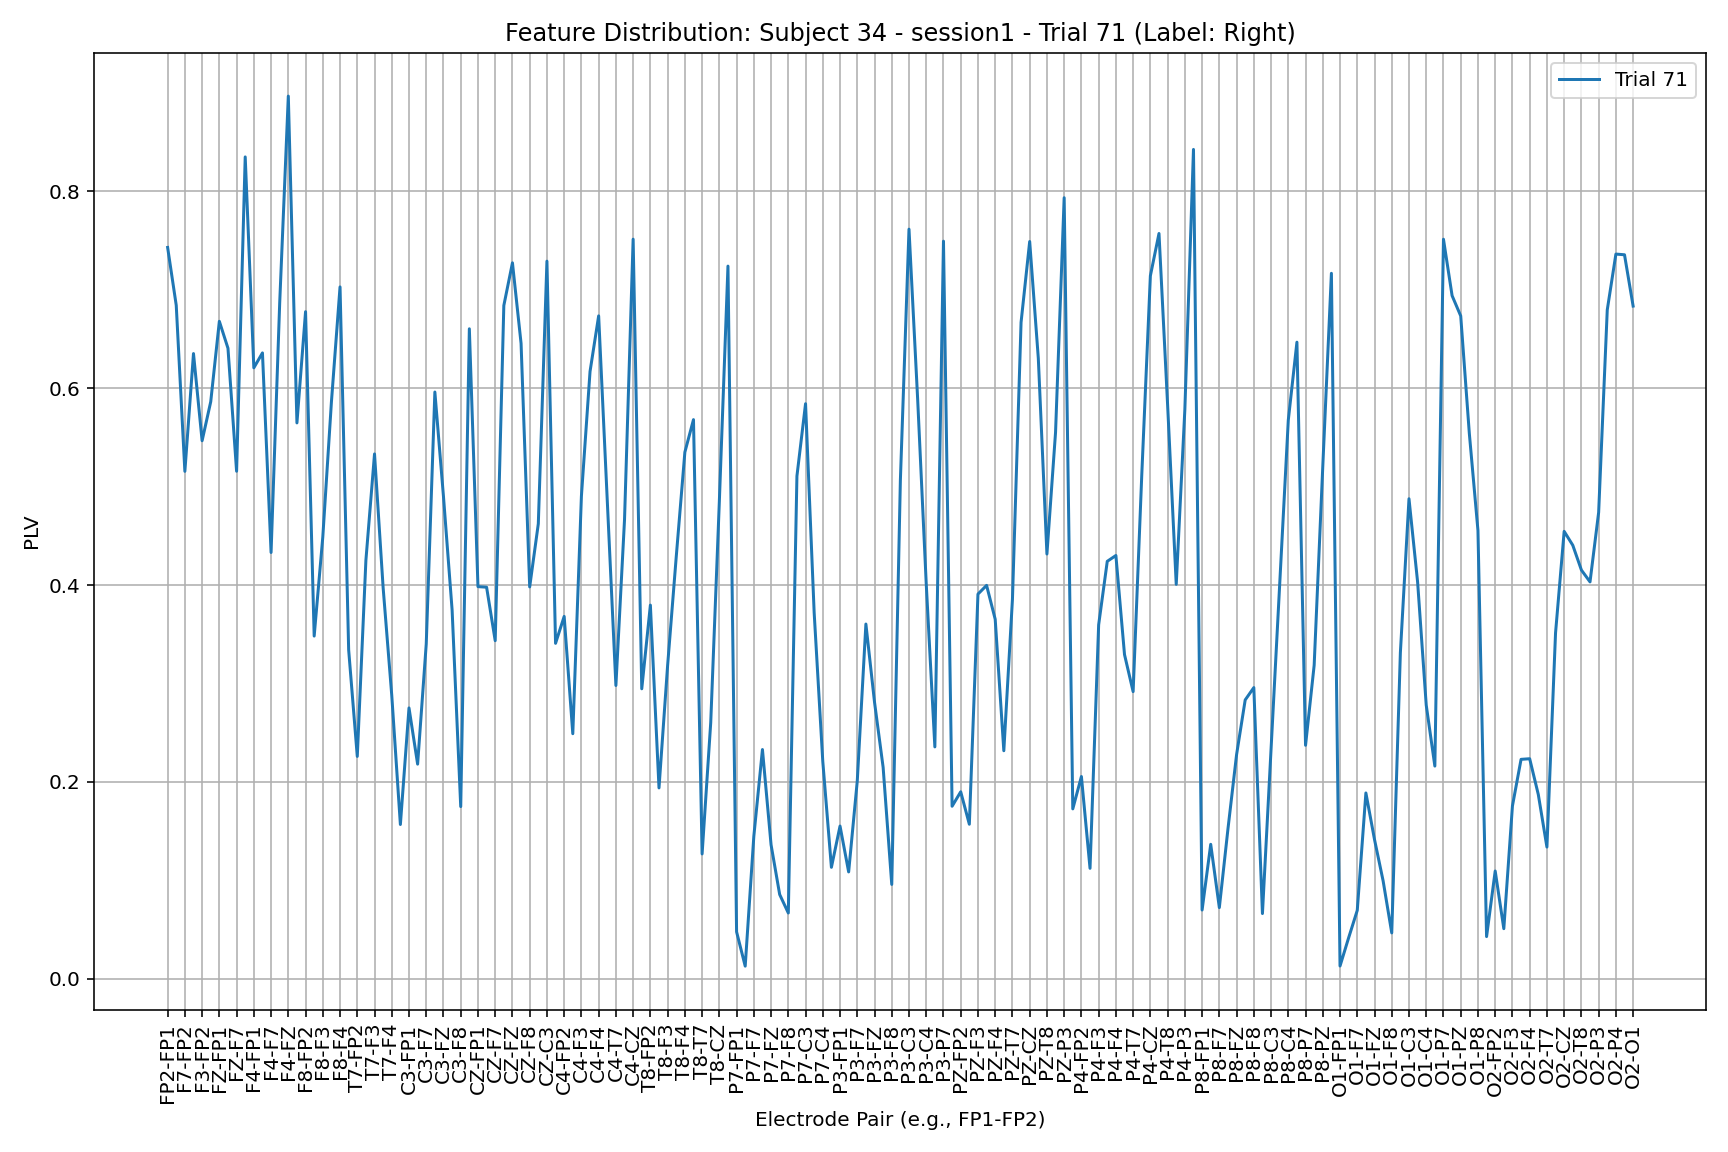 Feature Distribution: Subject 34 - session1 - Trial 71 (Label: Right)
Trial 71
PLV
0.8
0.6
0.4
0.2
0.0
FP2-FP1
F7-FP2
F3-FP2
FZ-FP1
FZ-F7
F4-FP1
F4-F7
F4-FZ
F8-FP2
F8-F3
F8-F4
T7-FP2
T7-F3
T7-F4
C3-FP1
C3-F7
C3-FZ
C3-F8
CZ-FP1
CZ-F7
CZ-FZ
CZ-F8
CZ-C3
C4-FP2
C4-F3
C4-F4
C4-T7
C4-CZ
T8-FP2
T8-F3
T8-F4
T8-T7
T8-CZ
P7-FP1
P7-F7
P7-FZ
P7-F8
P7-C3
P7-C4
P3-FP1
P3-F7
P3-FZ
P3-F8
P3-C3
P3-C4
P3-P7
PZ-FP2
PZ-F3
PZ-F4
PZ-T7
PZ-CZ
PZ-T8
PZ-P3
P4-FP2
P4-F3
P4-F4
P4-T7
P4-CZ
P4-T8
P4-P3
P8-FP1
P8-F7
P8-FZ
P8-F8
P8-C3
P8-C4
P8-P7
P8-PZ
O1-FP1
O1-F7
O1-FZ
O1-F8
O1-C3
O1-C4
O1-P7
O1-PZ
O1-P8
O2-FP2
O2-F3
O2-F4
O2-T7
O2-CZ
O2-T8
O2-P3
O2-P4
O2-O1
Electrode Pair (e.g., FP1-FP2)